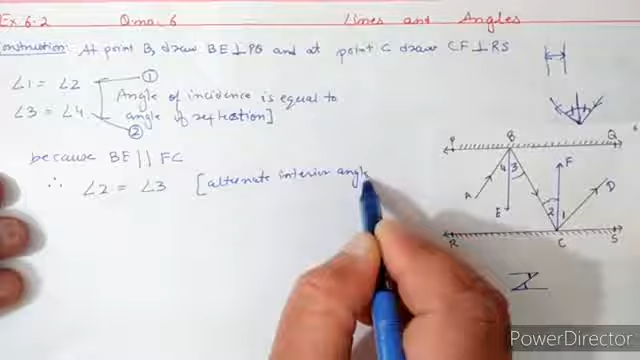 Ex 6.2 Q.no. 6 Lines and Angles
onstruction: At point B, draw BE⊥PQ and at point C draw CF⊥RS
∠1 = ∠2 ①
Angle of incidence is equal to
∠3 = ∠4 angle of reflection]
②
because BE || FC
∴ ∠2 = ∠3 [alternate interior angle
P B Q
4 3 F
A D
E 2 1
R C S
PowerDirector